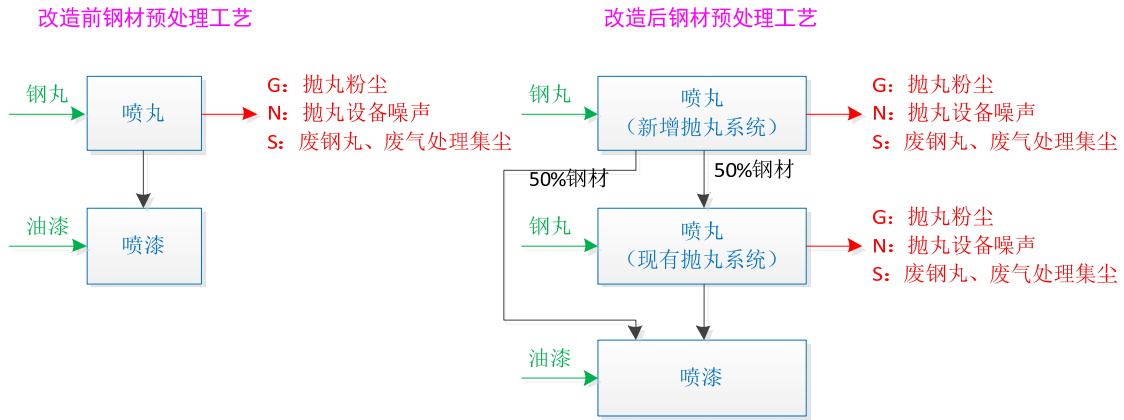 改造前钢材预处理工艺
钢丸
喷丸
G：抛丸粉尘
N：抛丸设备噪声
S：废钢丸、废气处理集尘
油漆
喷漆
改造后钢材预处理工艺
钢丸
喷丸
（新增抛丸系统）
G：抛丸粉尘
N：抛丸设备噪声
S：废钢丸、废气处理集尘
50%钢材
50%钢材
钢丸
喷丸
（现有抛丸系统）
G：抛丸粉尘
N：抛丸设备噪声
S：废钢丸、废气处理集尘
油漆
喷漆